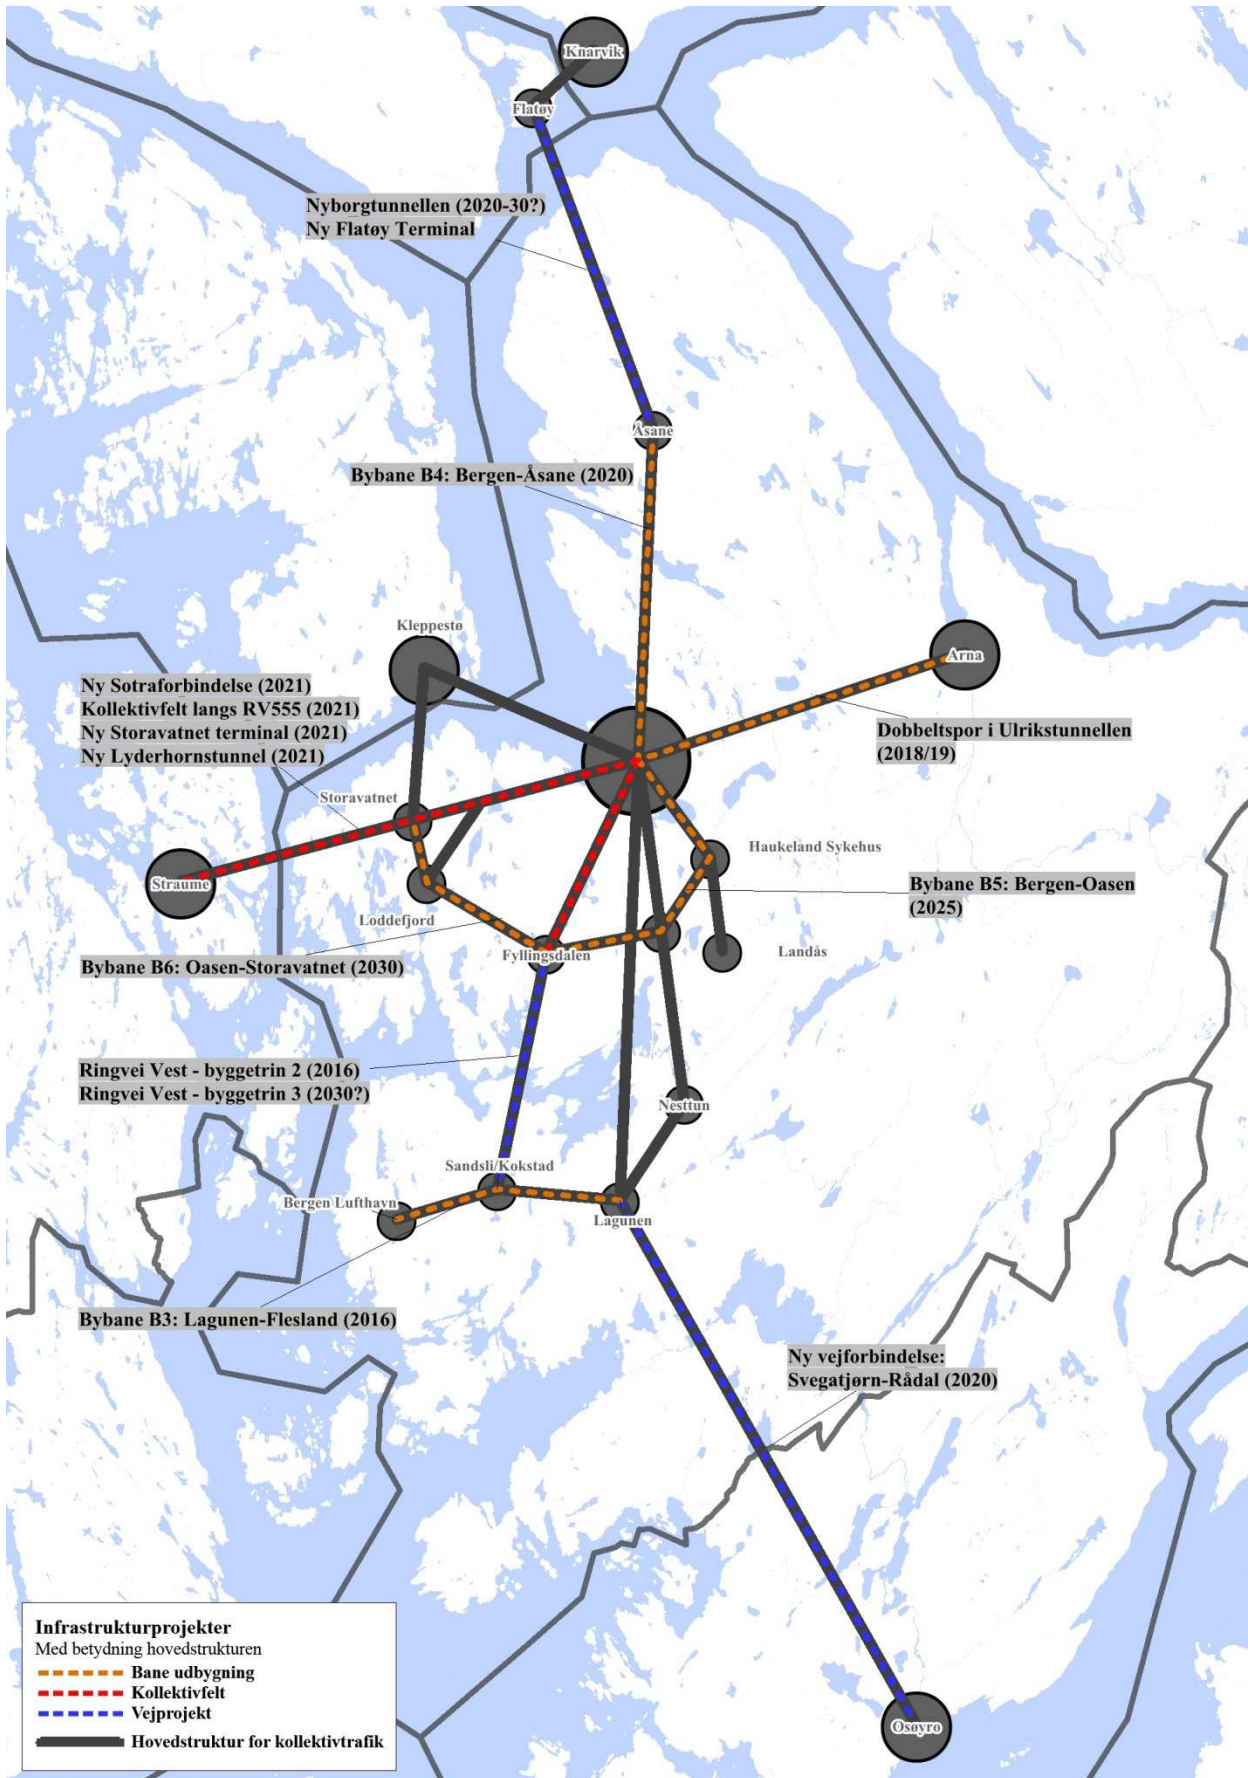 Knarvik
Flatøy
Nyborgtunnellen (2020-30?)
Ny Flatøy Terminal
Åsane
Bybane B4: Bergen-Åsane (2020)
Kleppestø
Arna
Ny Sotraforbindelse (2021)
Kollektivfelt langs RV555 (2021)
Ny Storavatnet terminal (2021)
Ny Lyderhornstunnel (2021)
Dobbeltspor i Ulrikstunnellen
(2018/19)
Storavatnet
Haukeland Sykehus
Straume
Bybane B5: Bergen-Oasen
(2025)
Loddefjord
Fyllingsdalen
Landås
Bybane B6: Oasen-Storavatnet (2030)
Ringvei Vest - byggetrin 2 (2016)
Ringvei Vest - byggetrin 3 (2030?)
Nesttun
Sandsli/Kokstad
Bergen Lufthavn
Lagunen
Bybane B3: Lagunen-Flesland (2016)
Ny vejforbindelse:
Svegatjørn-Rådal (2020)
Osøyro
Infrastrukturprojekter
Med betydning hovedstrukturen
Bane udbygning
Kollektivfelt
Vejprojekt
Hovedstruktur for kollektivtrafik